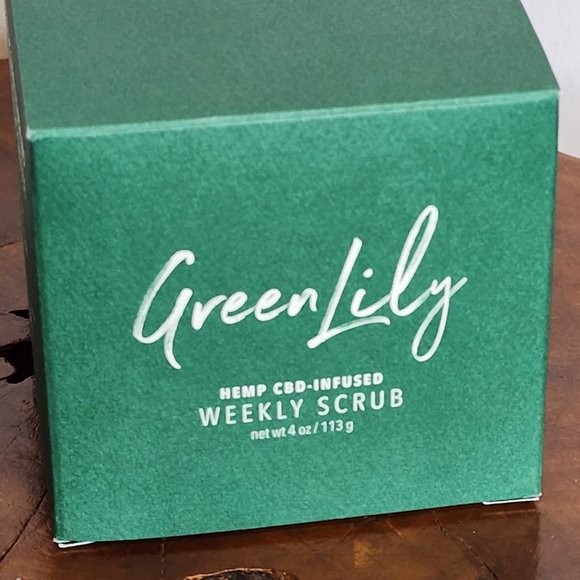 GreenLily
HEMP CBD-INFUSED
WEEKLY SCRUB
net wt 4 oz / 113 g